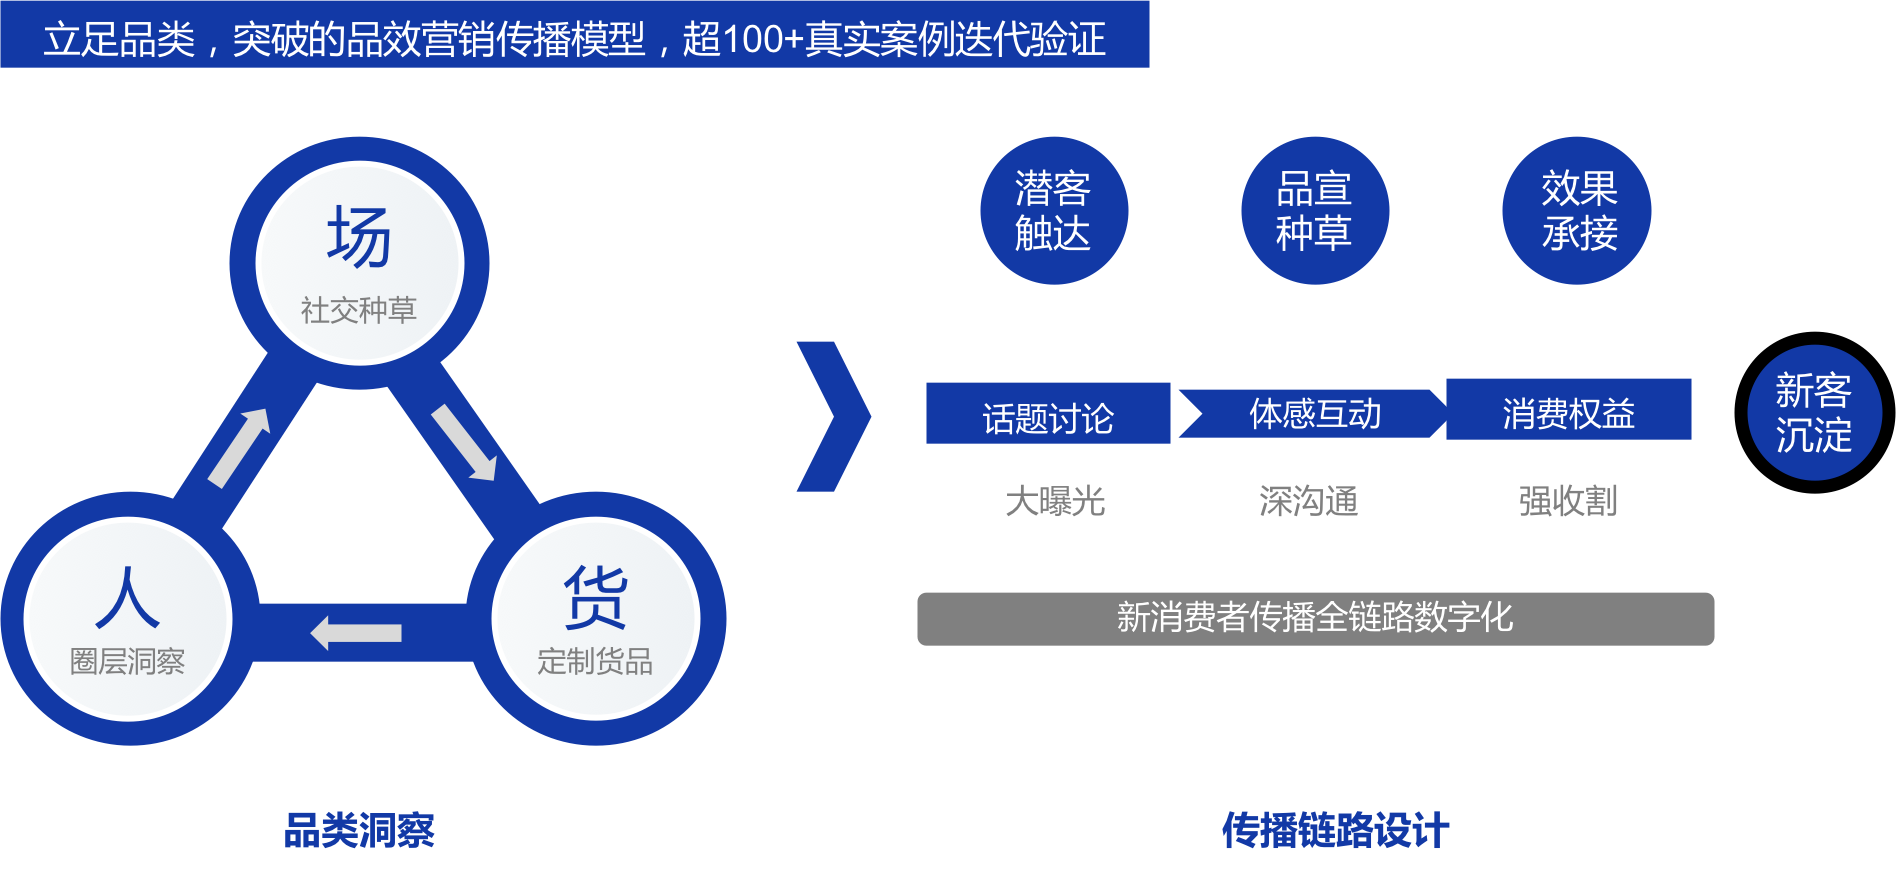 立足品类，突破的品效营销传播模型，超100+真实案例迭代验证
场
社交种草
人
圈层洞察
货
定制货品
品类洞察
潜客
触达
品宣
种草
效果
承接
话题讨论
体感互动
消费权益
大曝光
深沟通
强收割
新客
沉淀
新消费者传播全链路数字化
传播链路设计